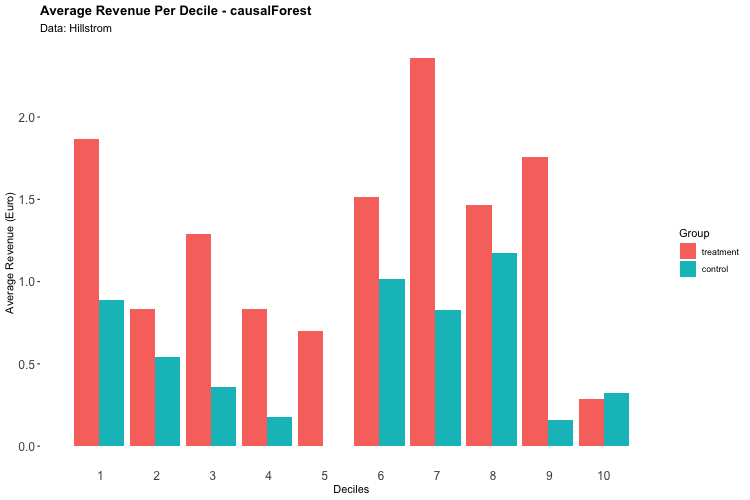 Average Revenue Per Decile - causalForest
Data: Hillstrom
Average Revenue (Euro)
2.0
1.5
1.0
0.5
0.0
1 2 3 4 5 6 7 8 9 10
Deciles
Group
treatment
control